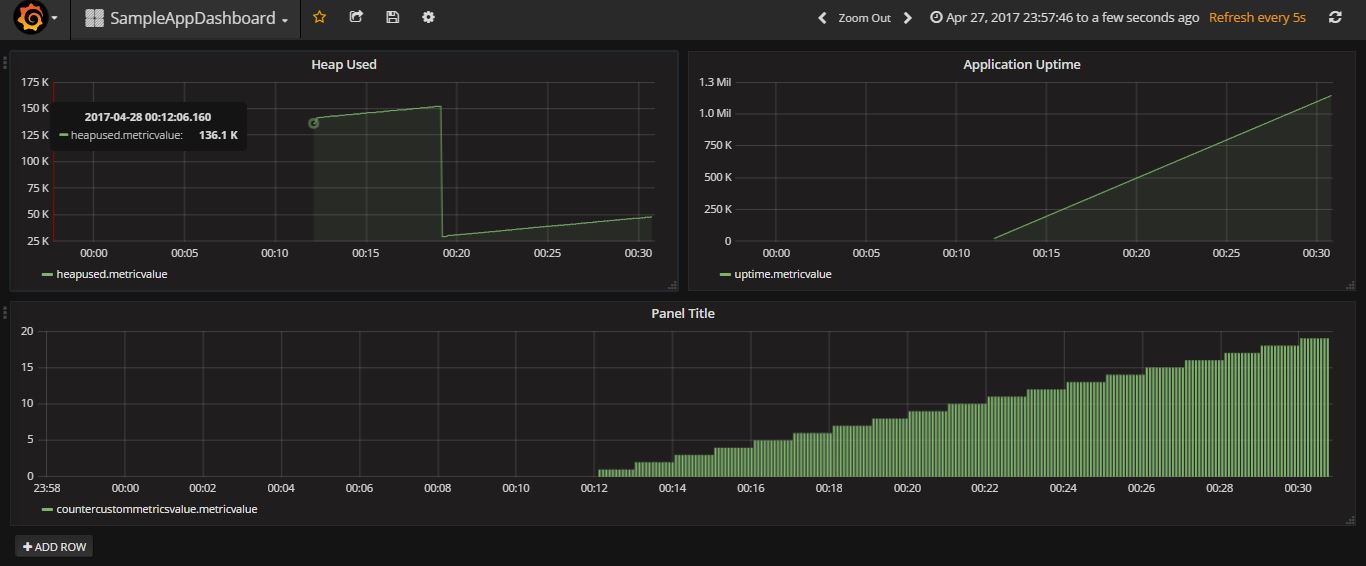 SampleAppDashboard
Zoom Out
Apr 27, 2017 23:57:46 to a few seconds ago
Refresh every 5s
Heap Used
175 K
150 K
125 K
100 K
75 K
50 K
25 K
2017-04-28 00:12:06.160
heapused.metricvalue: 136.1 K
00:00 00:05 00:10 00:15 00:20 00:25 00:30
heapused.metricvalue
Application Uptime
1.3 Mil
1.0 Mil
750 K
500 K
250 K
0
00:00 00:05 00:10 00:15 00:20 00:25 00:30
uptime.metricvalue
Panel Title
20
15
10
5
0
23:58 00:00 00:02 00:04 00:06 00:08 00:10 00:12 00:14 00:16 00:18 00:20 00:22 00:24 00:26 00:28 00:30
countercustommetricsvalue.metricvalue
ADD ROW